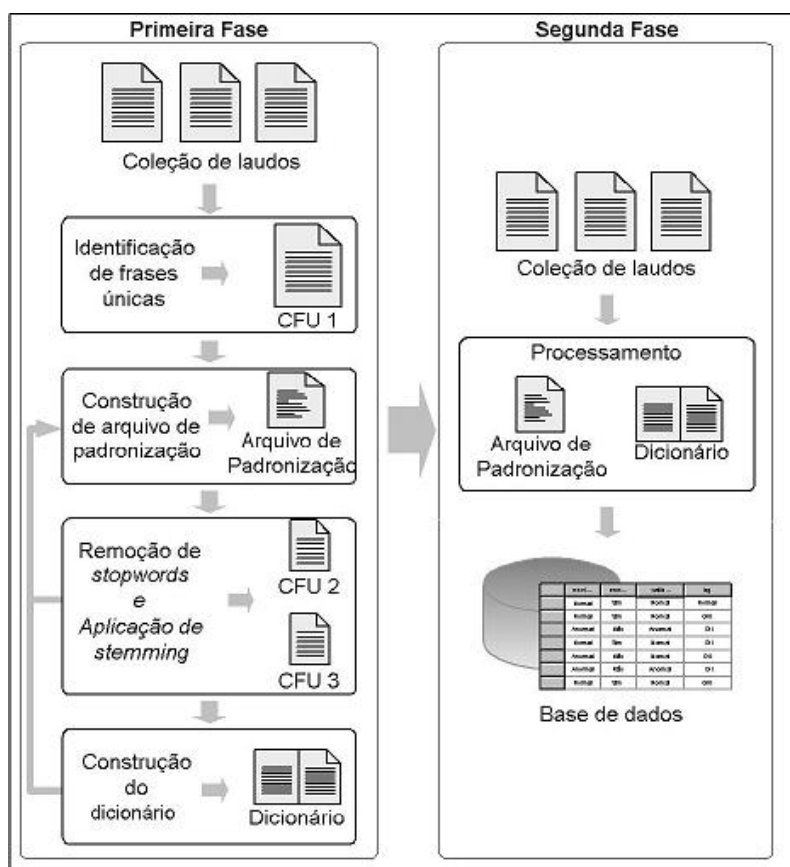 Primeira Fase
Coleção de laudos
Identificação
de frases
únicas
CFU 1
Construção
de arquivo de
padronização
Arquivo de
Padronização
Remoção de
stopwords
e
Aplicação de
stemming
CFU 2
CFU 3
Construção
do
dicionário
Dicionário
Segunda Fase
Coleção de laudos
Processamento
Arquivo de
Padronização
Dicionário
Base de dados